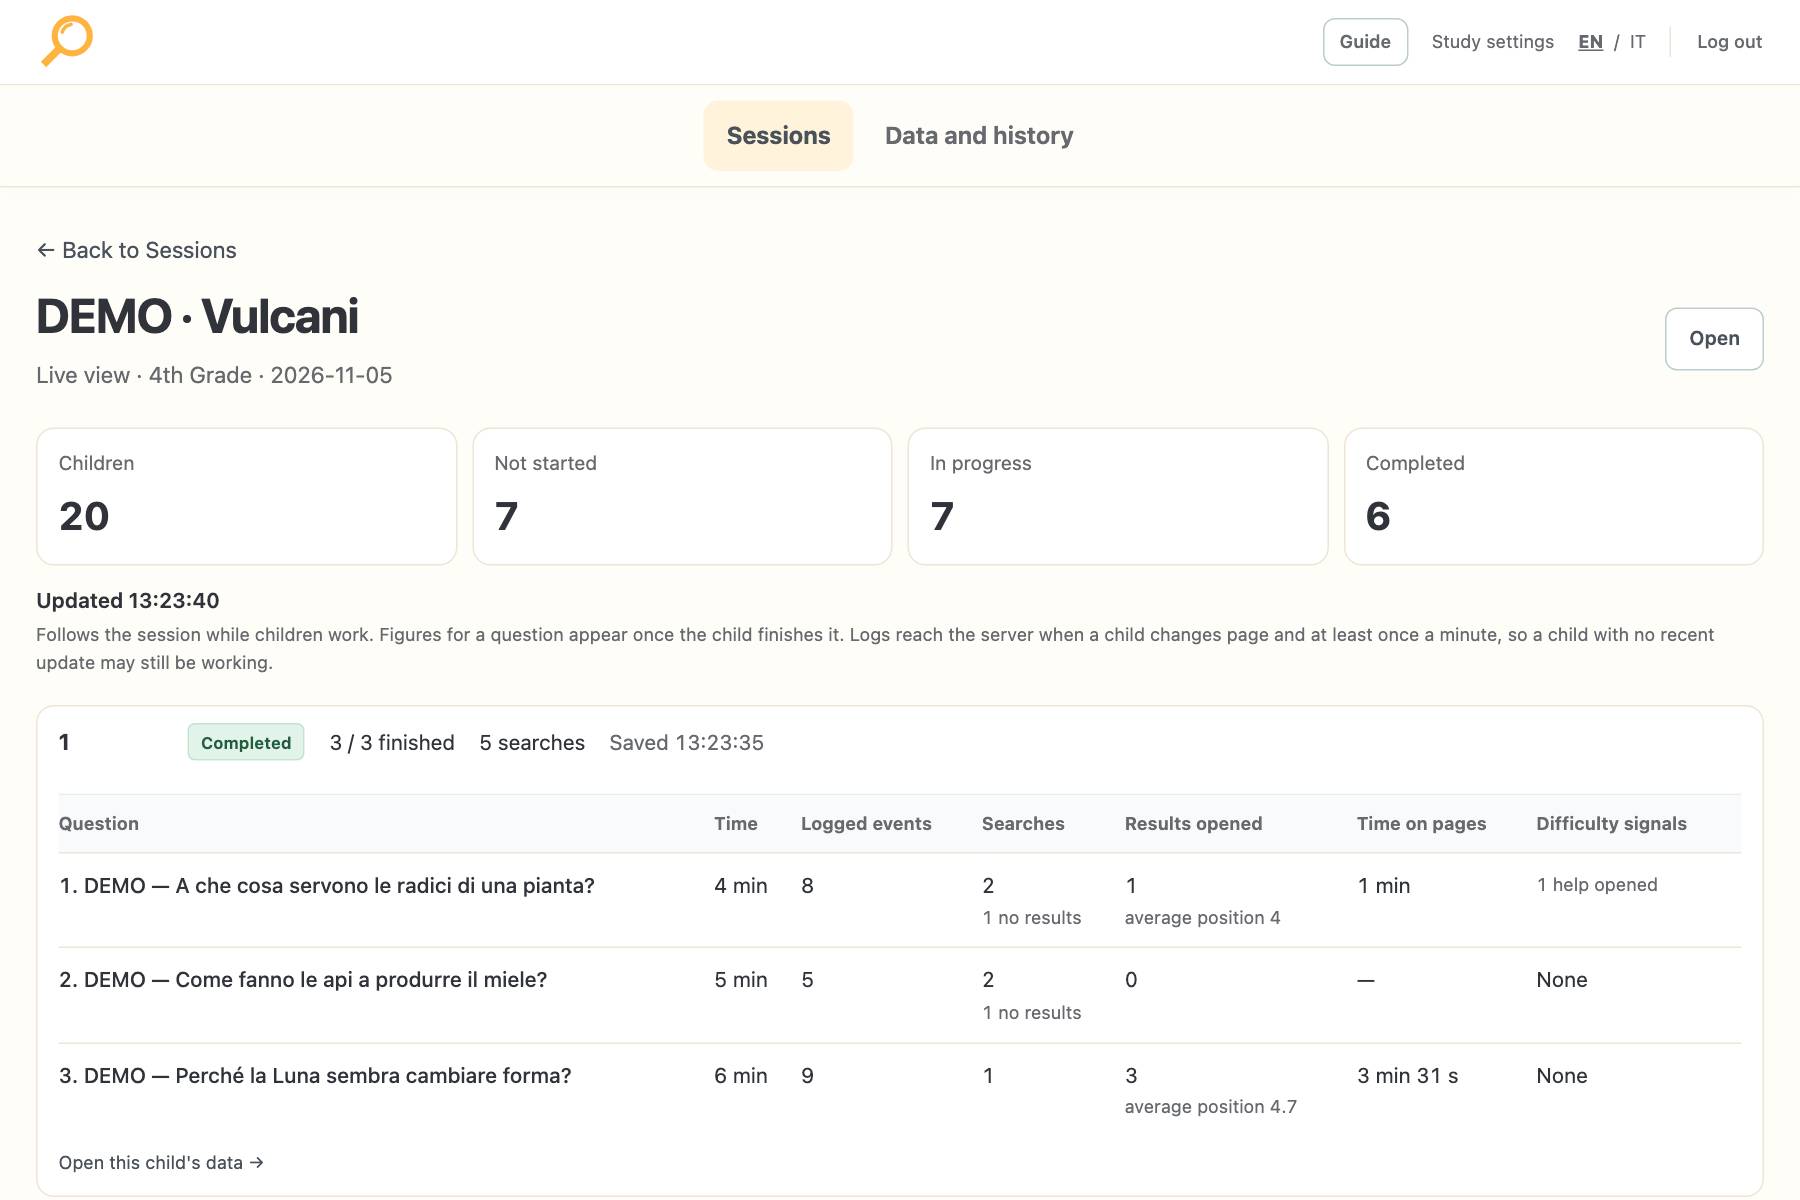 Guide
Study settings
EN / IT
Log out
Sessions
Data and history
← Back to Sessions
DEMO · Vulcani
Open
Live view · 4th Grade · 2026-11-05
Children
20
Not started
7
In progress
7
Completed
6
Updated 13:23:40
Follows the session while children work. Figures for a question appear once the child finishes it. Logs reach the server when a child changes page and at least once a minute, so a child with no recent
update may still be working.
1 Completed 3 / 3 finished 5 searches Saved 13:23:35
Question Time Logged events Searches Results opened Time on pages Difficulty signals
1. DEMO — A che cosa servono le radici di una pianta? 4 min 8 2 1 1 min 1 help opened
1 no results average position 4
2. DEMO — Come fanno le api a produrre il miele? 5 min 5 2 0 — None
1 no results
3. DEMO — Perché la Luna sembra cambiare forma? 6 min 9 1 3 3 min 31 s None
average position 4.7
Open this child's data →